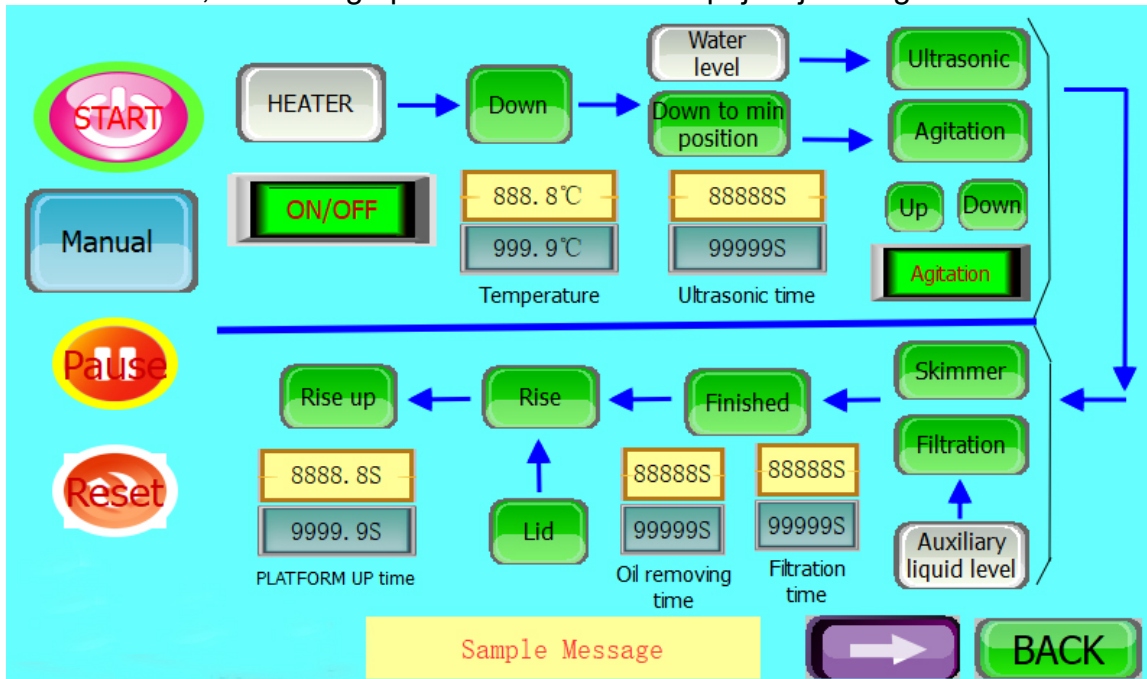 START
Manual
Pause
Reset
HEATER
Down
Water
level
Down to min
position
Ultrasonic
Agitation
ON/OFF
888.8℃
999.9℃
Temperature
88888S
99999S
Ultrasonic time
Up
Down
Agitation
Rise up
Rise
Finished
Skimmer
Filtration
8888.8S
9999.9S
PLATFORM UP time
Lid
88888S
99999S
Oil removing
time
88888S
99999S
Filtration
time
Auxiliary
liquid level
Sample Message
BACK